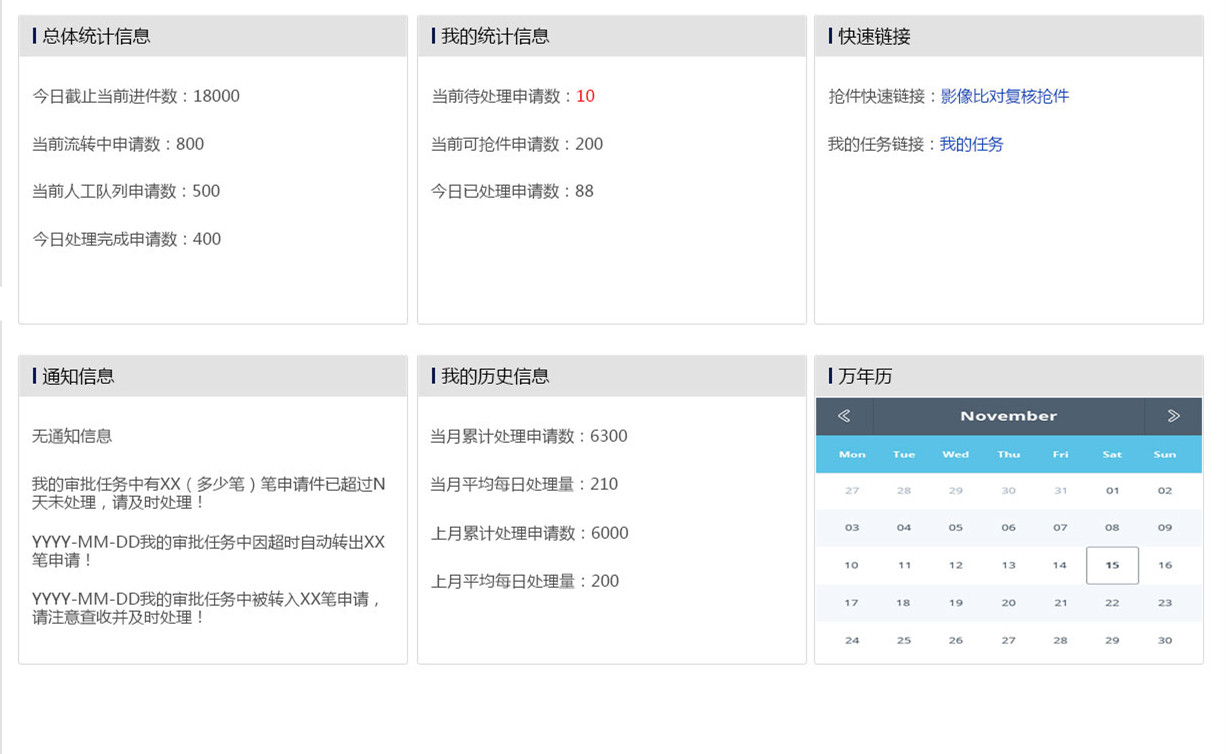 总体统计信息
今日截止当前进件数：18000
当前流转中申请数：800
当前人工队列申请数：500
今日处理完成申请数：400
我的统计信息
当前待处理申请数：10
当前可抢件申请数：200
今日已处理申请数：88
快速链接
抢件快速链接：影像比对复核抢件
我的任务链接：我的任务
通知信息
无通知信息
我的审批任务中有XX（多少笔）笔申请件已超过N
天未处理，请及时处理！
YYYY-MM-DD我的审批任务中因超时自动转出XX
笔申请！
YYYY-MM-DD我的审批任务中被转入XX笔申请，
请注意查收并及时处理！
我的历史信息
当月累计处理申请数：6300
当月平均每日处理量：210
上月累计处理申请数：6000
上月平均每日处理量：200
万年历
November
Mon Tue Wed Thu Fri Sat Sun
27 28 29 30 31 01 02
03 04 05 06 07 08 09
10 11 12 13 14 15 16
17 18 19 20 21 22 23
24 25 26 27 28 29 30